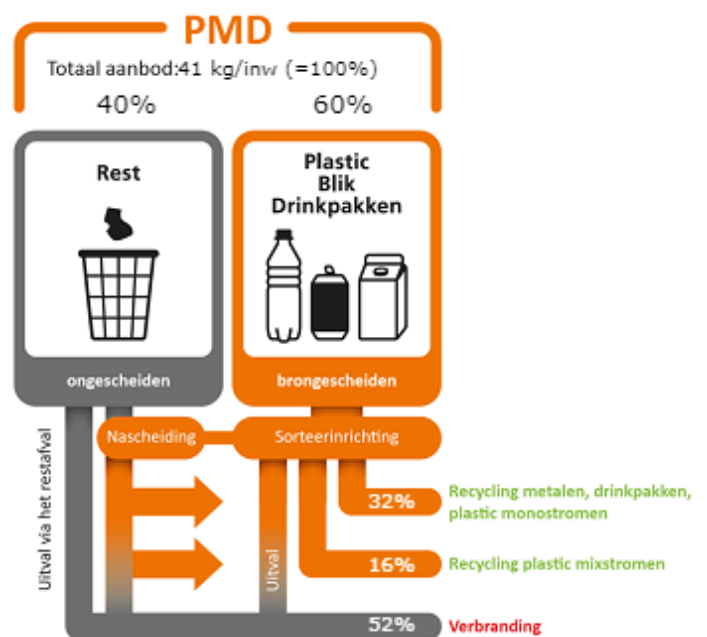 PMD
Totaal aanbod:41 kg/inw (=100%)
40%
60%
Rest
Plastic
Blik
Drinkpakken
ongescheiden
brongescheiden
Nascheiding
Sorteerinrichting
Uitval via het restafval
Uitval
32%
Recycling metalen, drinkpakken,
plastic monostromen
16%
Recycling plastic mixstromen
52%
Verbranding